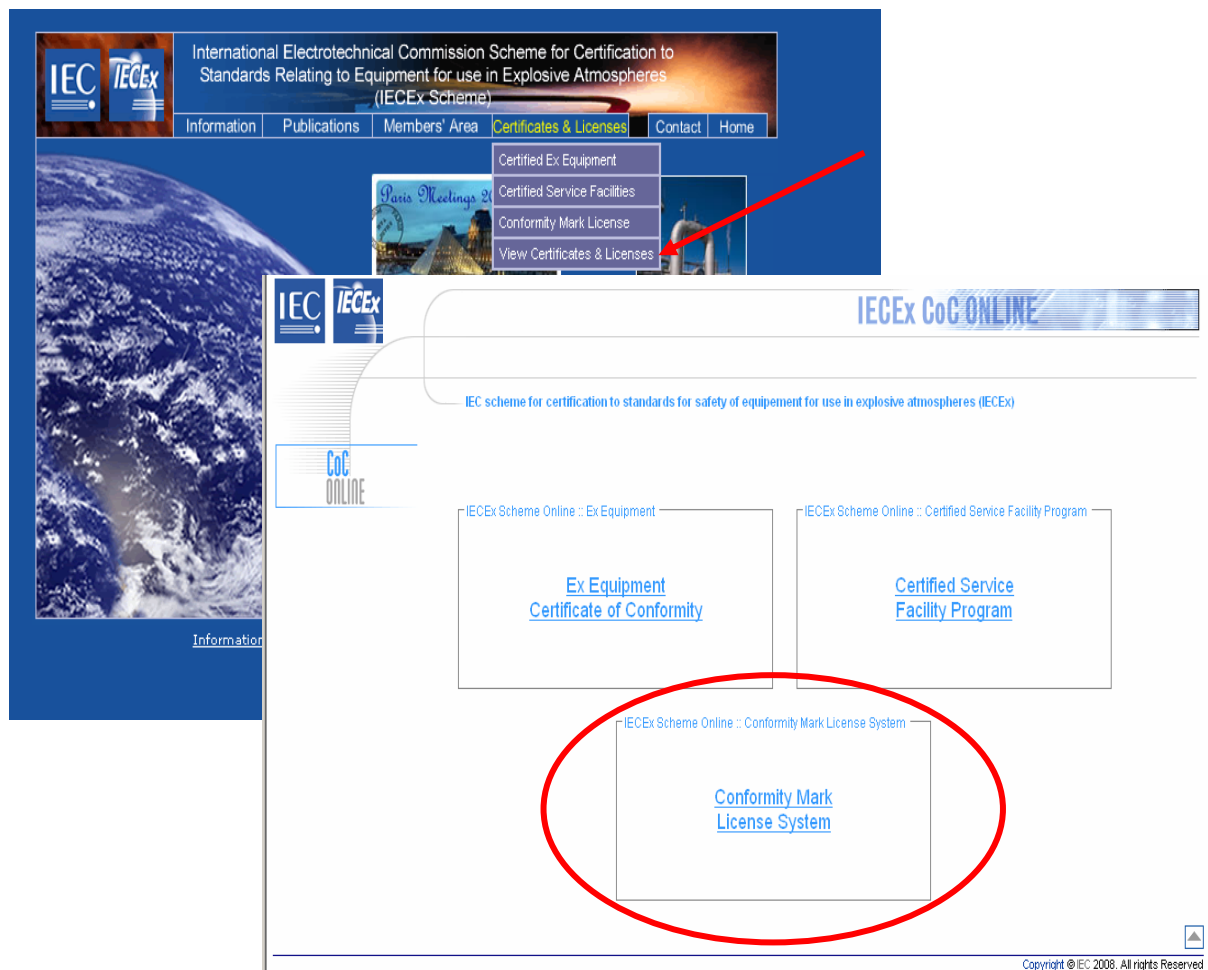 IEC IECEx
International Electrotechnical Commission Scheme for Certification to
Standards Relating to Equipment for use in Explosive Atmospheres
(IECEx Scheme)
Information Publications Members' Area Certificates & Licenses Contact Home
Certified Ex Equipment
Certified Service Facilities
Conformity Mark License
View Certificates & Licenses
Paris Meetings
IEC IECEx
IECEx CoC ONLINE
IEC scheme for certification to standards for safety of equipement for use in explosive atmospheres (IECEx)
CoC
ONLINE
IECEx Scheme Online :: Ex Equipment
Ex Equipment
Certificate of Conformity
IECEx Scheme Online :: Certified Service Facility Program
Certified Service
Facility Program
IECEx Scheme Online :: Conformity Mark License System
Conformity Mark
License System
Information
Copyright © IEC 2008. All rights Reserved